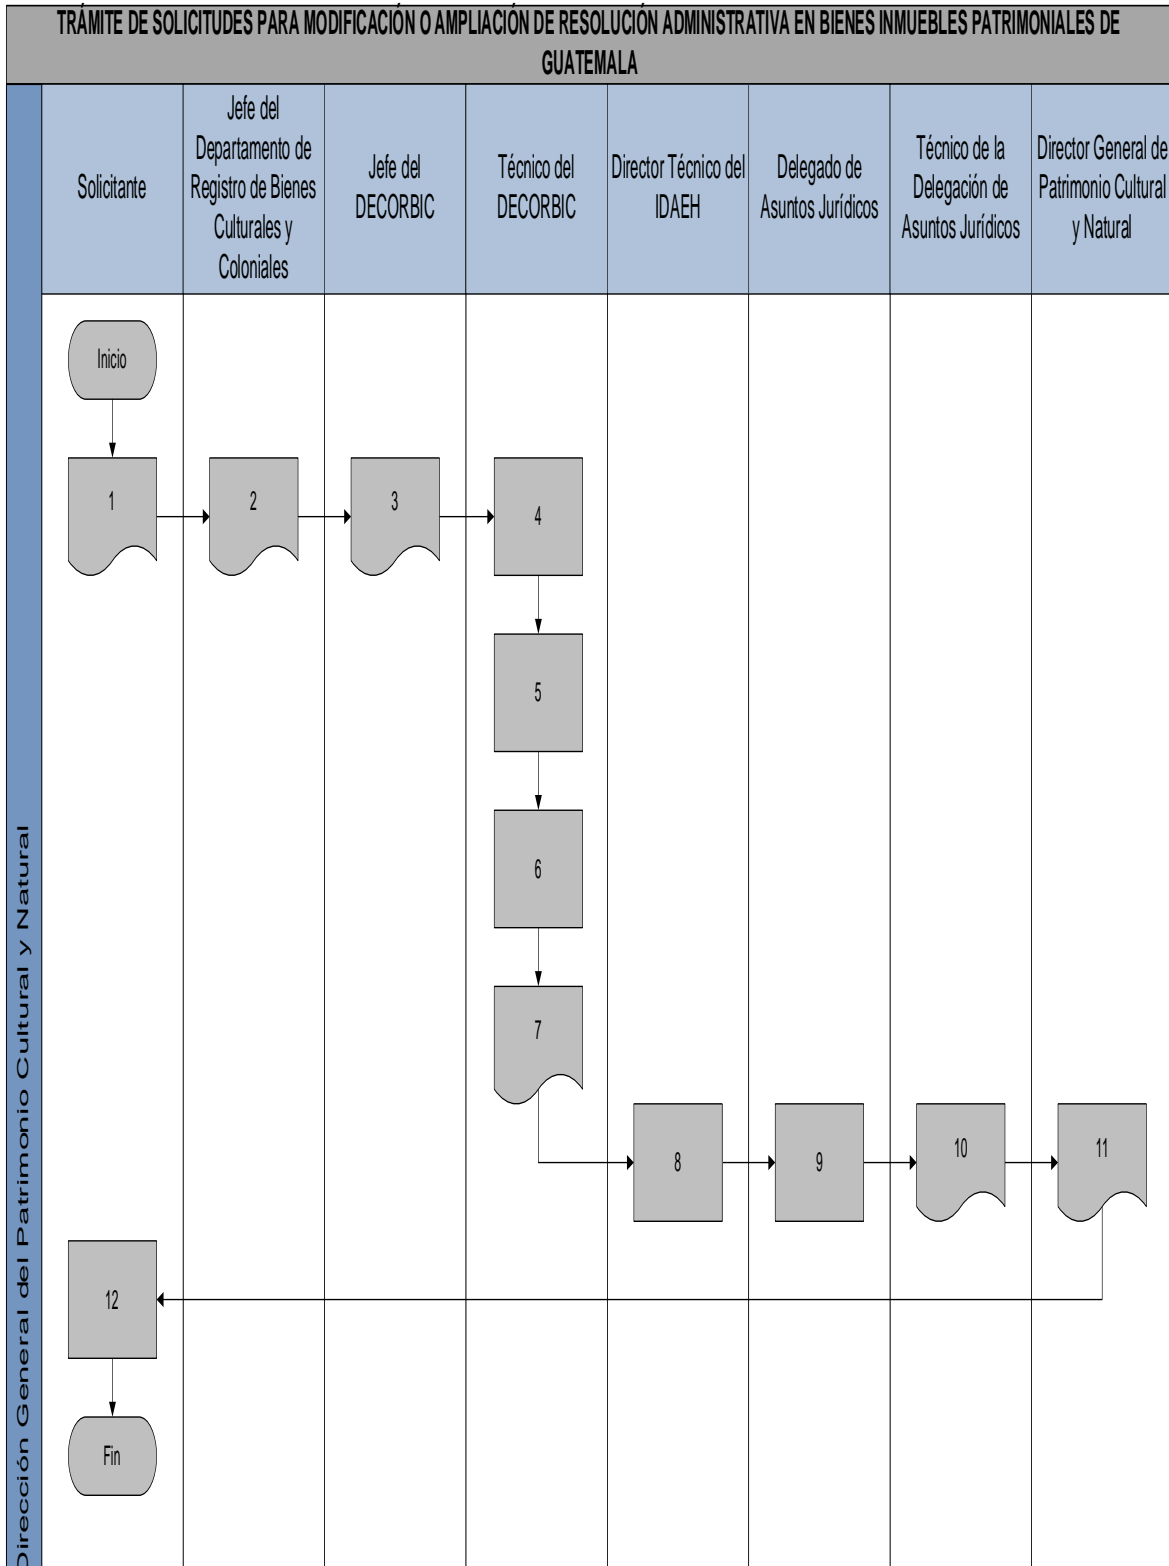 TRÁMITE DE SOLICITUDES PARA MODIFICACIÓN O AMPLIACIÓN DE RESOLUCIÓN ADMINISTRATIVA EN BIENES INMUEBLES PATRIMONIALES DE
GUATEMALA
Dirección General del Patrimonio Cultural y Natural
Solicitante
Jefe del
Departamento de
Registro de Bienes
Culturales y
Coloniales
Jefe del
DECORBIC
Técnico del
DECORBIC
Director Técnico del
IDAEH
Delegado de
Asuntos Jurídicos
Técnico de la
Delegación de
Asuntos Jurídicos
Director General de
Patrimonio Cultural
y Natural
Inicio
1
2
3
4
5
6
7
8
9
10
11
12
Fin